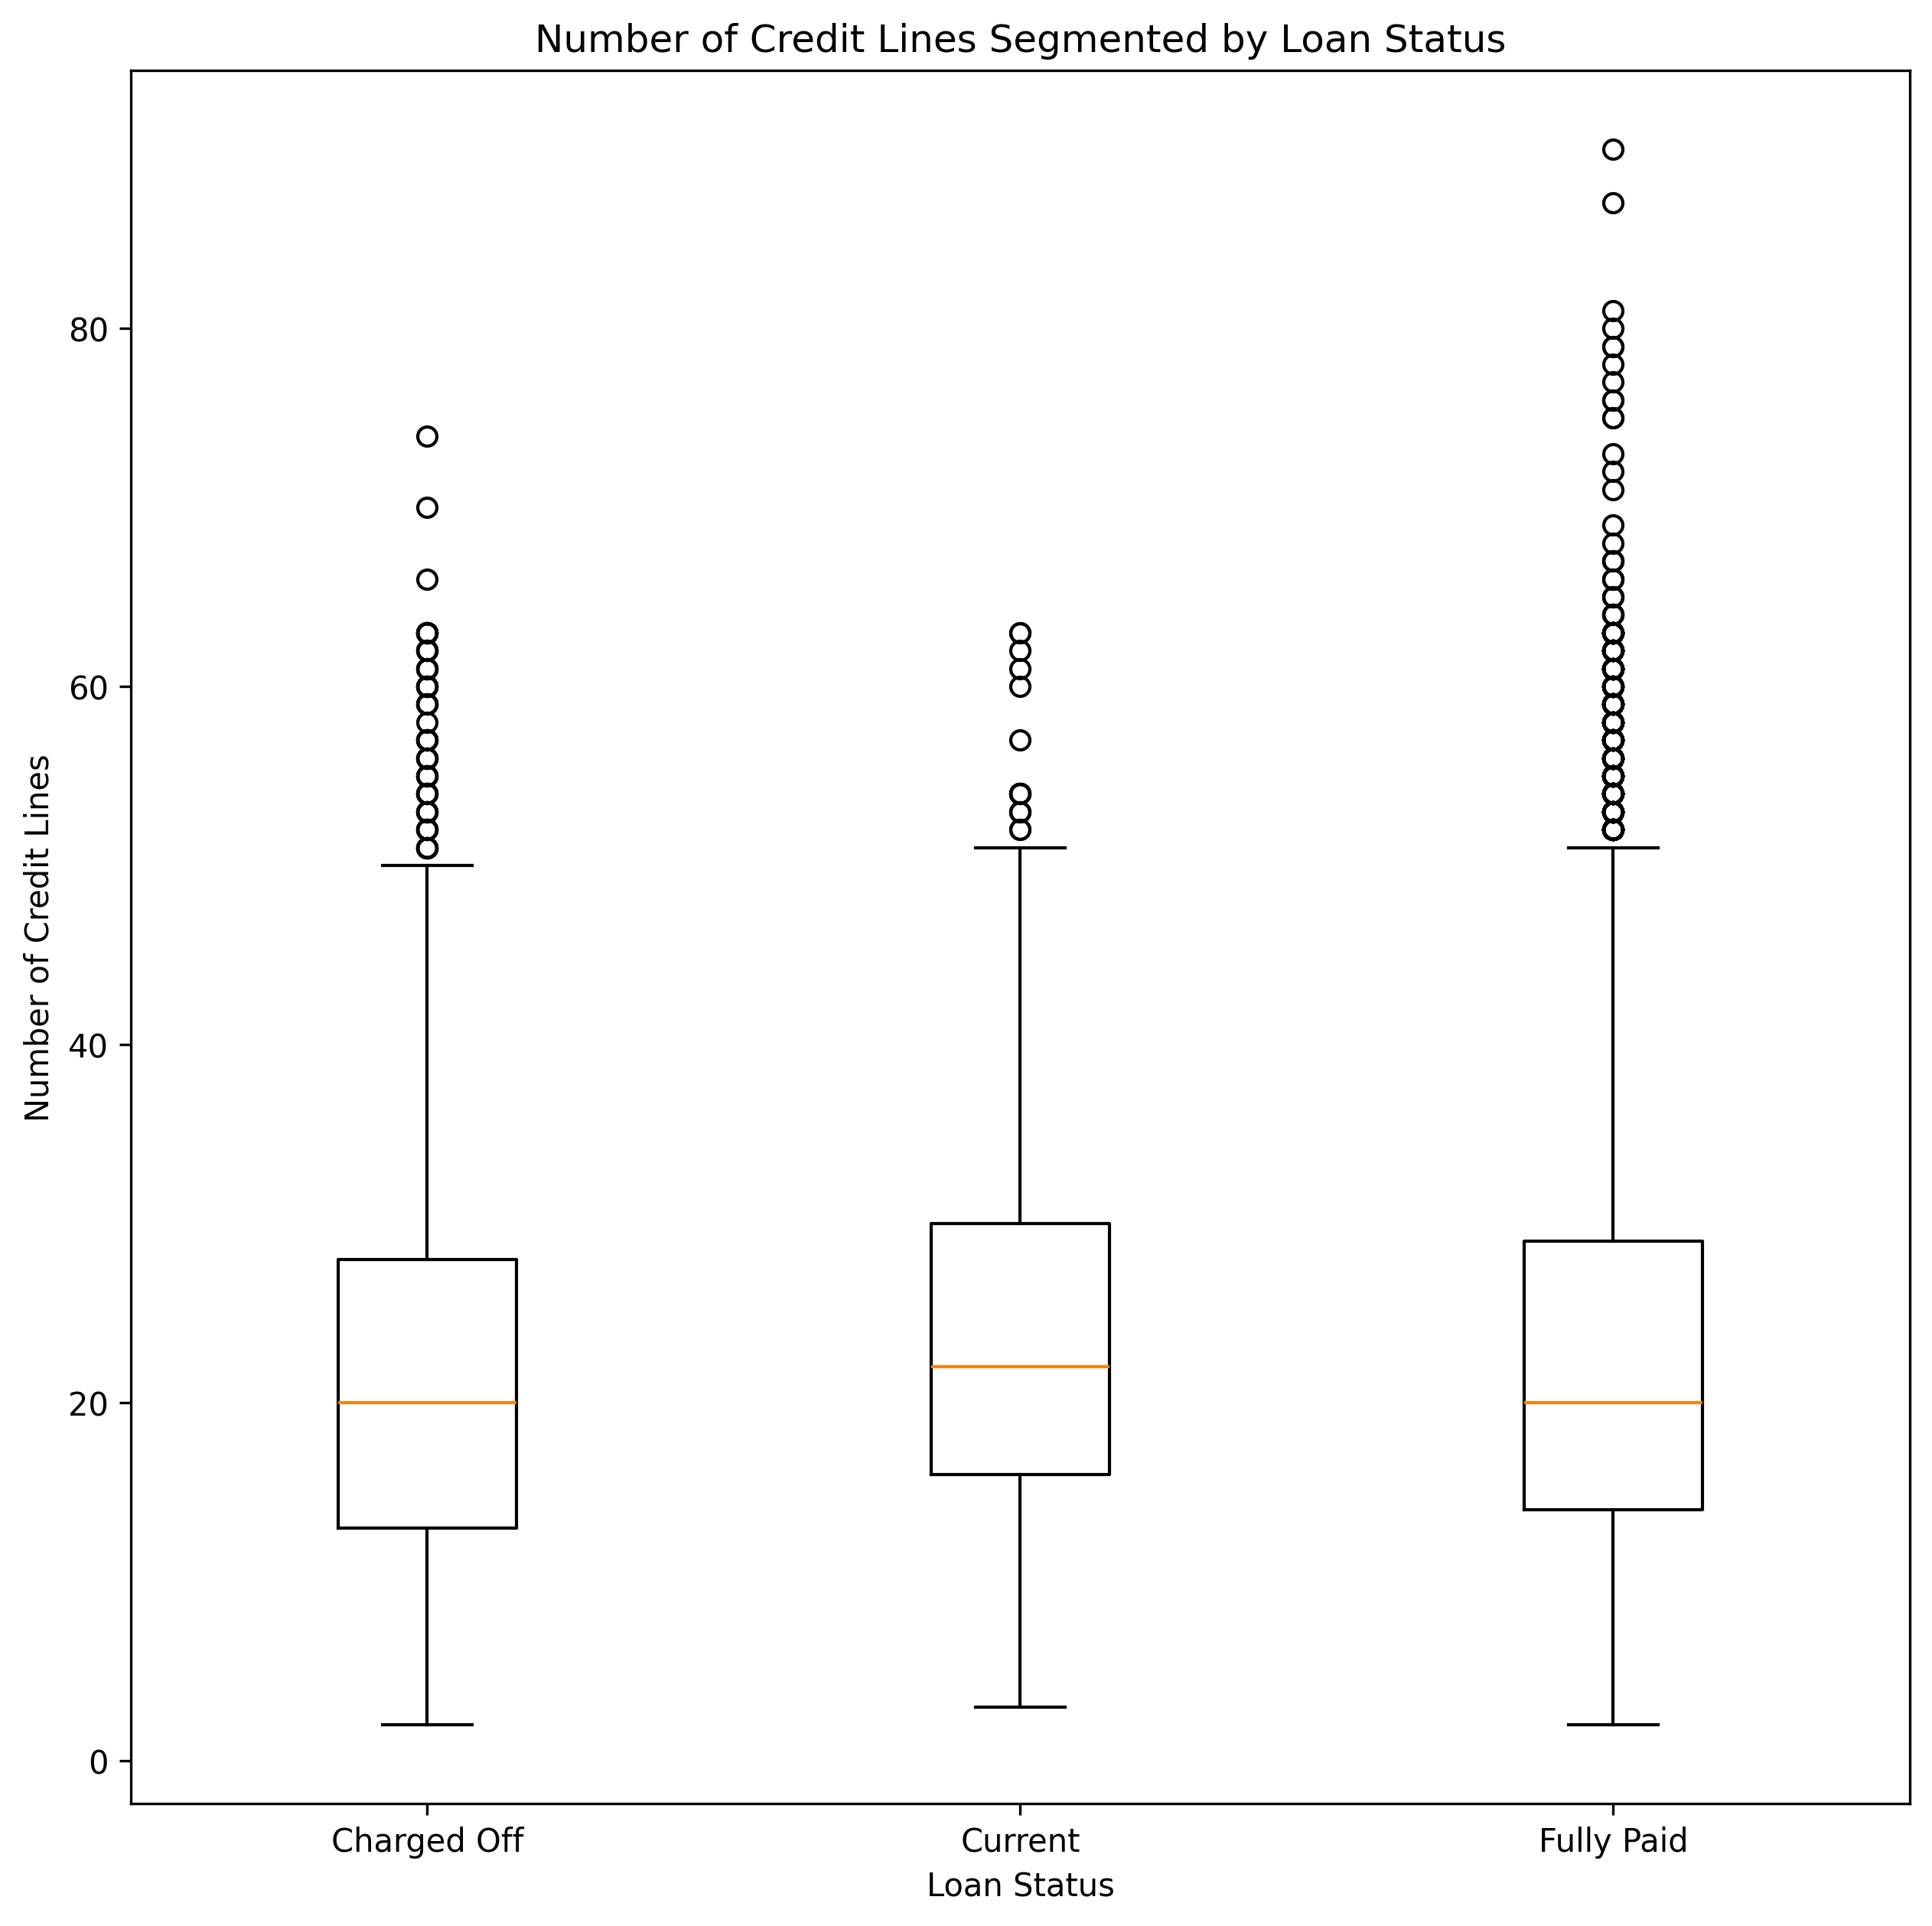 Number of Credit Lines Segmented by Loan Status
Number of Credit Lines
80
60
40
20
0
Charged Off
Current
Fully Paid
Loan Status